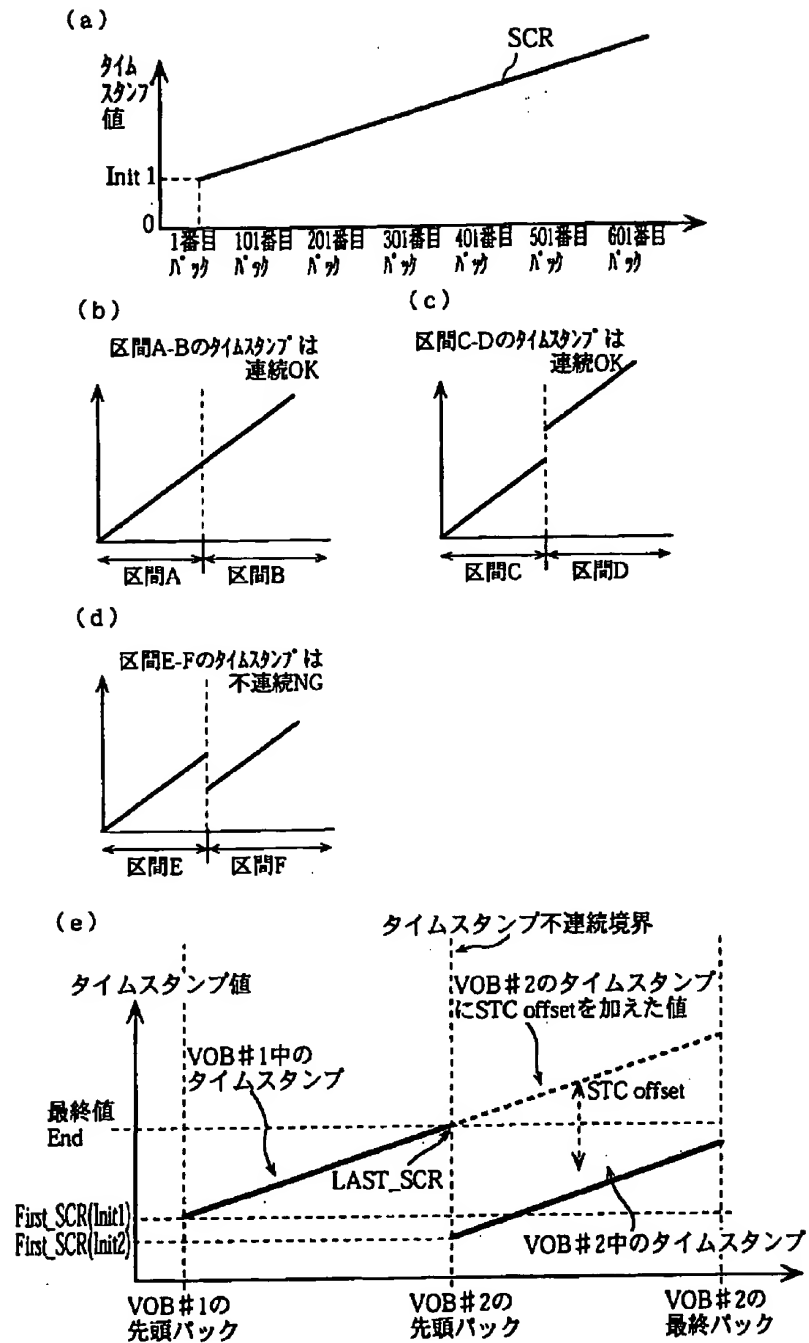 (a)
SCR
タイム
スタンプ
値
Init 1
0
1番目 101番目 201番目 301番目 401番目 501番目 601番目
パック パック パック パック パック パック パック
(b)
区間A-Bのタイムスタンプは
連続OK
区間A 区間B
(c)
区間C-Dのタイムスタンプは
連続OK
区間C 区間D
(d)
区間E-Fのタイムスタンプは
不連続NG
区間E 区間F
(e)
タイムスタンプ不連続境界
タイムスタンプ値
VOB#2のタイムスタンプ
にSTC offsetを加えた値
VOB#1中の
タイムスタンプ
STC offset
最終値
End
LAST_SCR
First_SCR(Init1)
First_SCR(Init2)
VOB#2中のタイムスタンプ
VOB#1の
先頭パック
VOB#2の
先頭パック
VOB#2の
最終パック